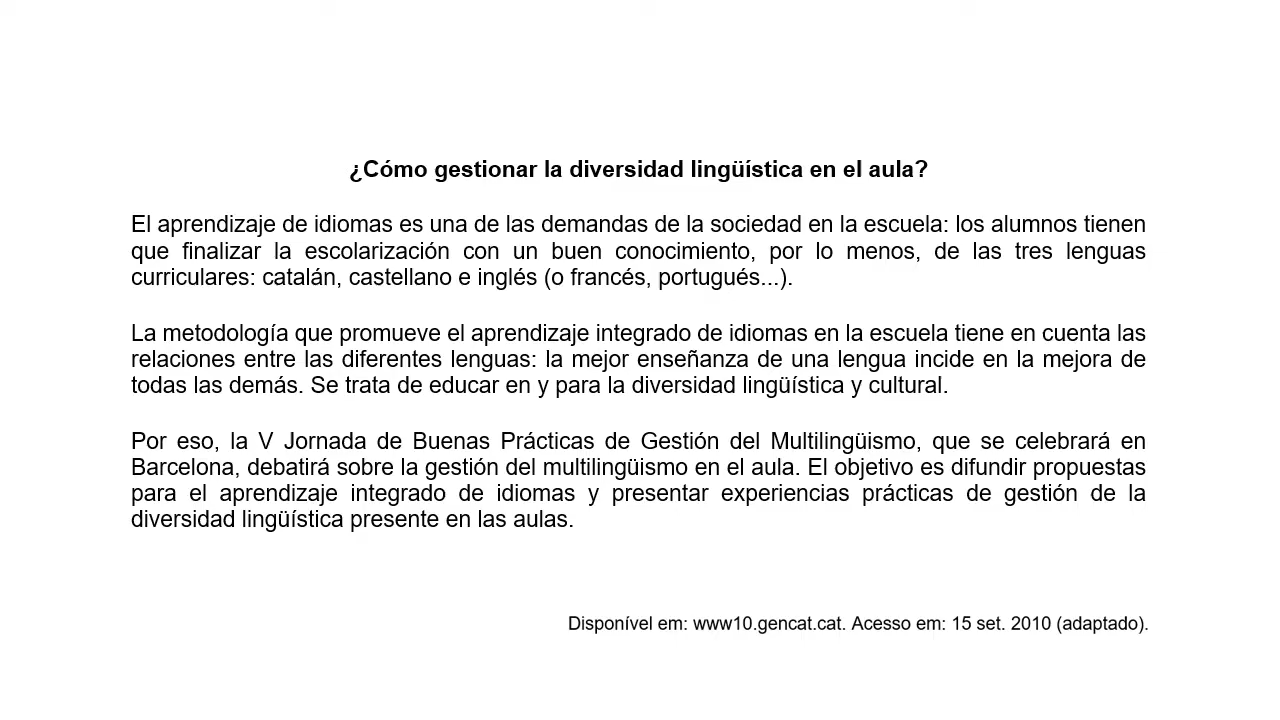 ¿Cómo gestionar la diversidad lingüística en el aula?
El aprendizaje de idiomas es una de las demandas de la sociedad en la escuela: los alumnos tienen
que finalizar la escolarización con un buen conocimiento, por lo menos, de las tres lenguas
curriculares: catalán, castellano e inglés (o francés, portugués...).
La metodología que promueve el aprendizaje integrado de idiomas en la escuela tiene en cuenta las
relaciones entre las diferentes lenguas: la mejor enseñanza de una lengua incide en la mejora de
todas las demás. Se trata de educar en y para la diversidad lingüística y cultural.
Por eso, la V Jornada de Buenas Prácticas de Gestión del Multilingüismo, que se celebrará en
Barcelona, debatirá sobre la gestión del multilingüismo en el aula. El objetivo es difundir propuestas
para el aprendizaje integrado de idiomas y presentar experiencias prácticas de gestión de la
diversidad lingüística presente en las aulas.
Disponível em: www10.gencat.cat. Acesso em: 15 set. 2010 (adaptado).